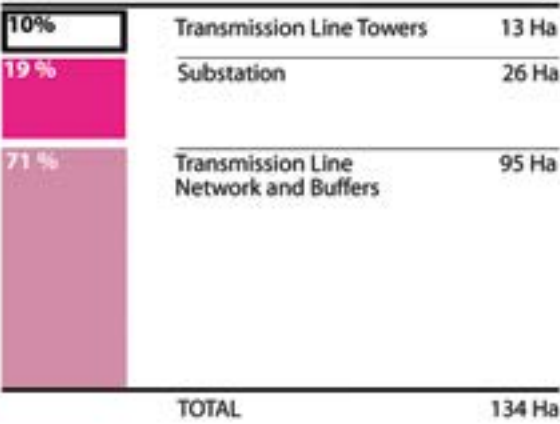 10% Transmission Line Towers 13 Ha
19 % Substation 26 Ha
71 % Transmission Line 95 Ha
Network and Buffers
TOTAL 134 Ha